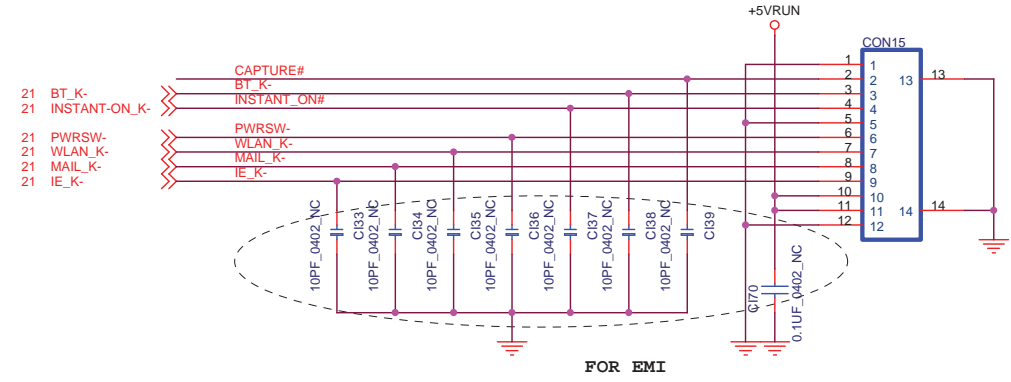 +5VRUN
CON15
CAPTURE#
21 BT_K- BT_K-
21 INSTANT-ON_K- INSTANT_ON#
21 PWRSW- PWRSW-
21 WLAN_K- WLAN_K-
21 MAIL_K- MAIL_K-
21 IE_K- IE_K-
1 1
2 2 13 13
3 3
4 4
5 5
6 6
7 7
8 8
9 9
10 10
11 11 14 14
12 12
10PF_0402_NC CI33
10PF_0402_NC CI34
10PF_0402_NC CI35
10PF_0402_NC CI36
10PF_0402_NC CI37
10PF_0402_NC CI38
10PF_0402_NC CI39
CI70 0.1UF_0402_NC
FOR EMI